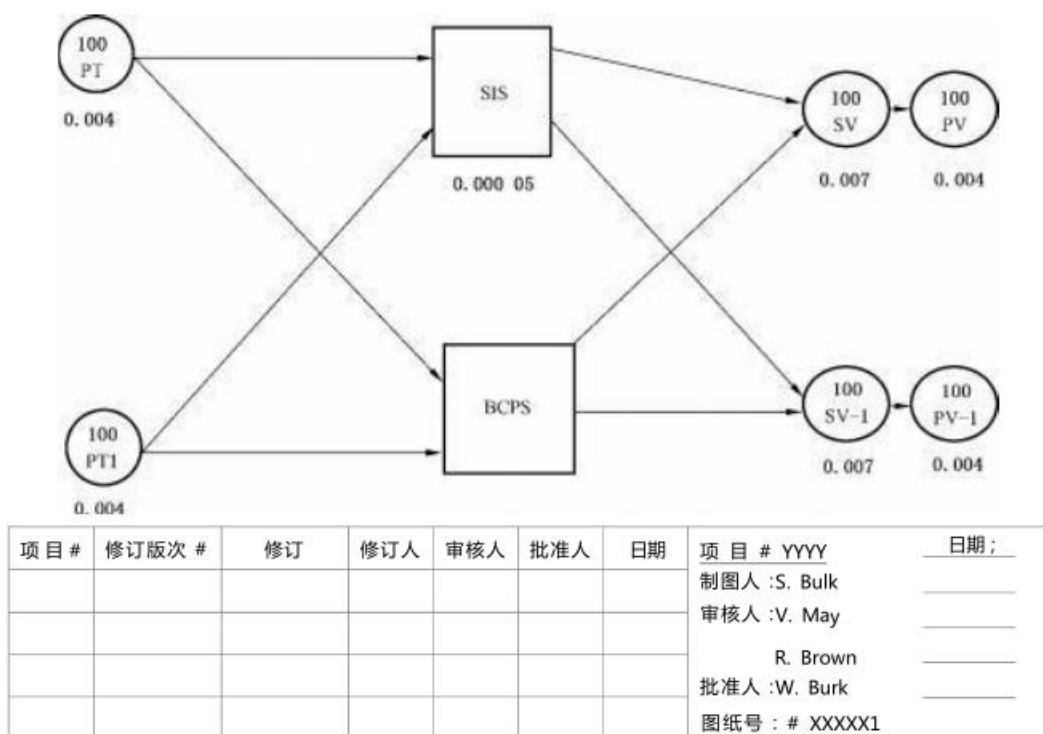 100
PT
0.004
SIS
0.000 05
100
SV
0.007
100
PV
0.004
BCPS
100
PT1
0.004
100
SV-1
0.007
100
PV-1
0.004
项目# 修订版次 # 修订 修订人 审核人 批准人 日期
项 目 # YYYY 日期;
制图人 :S. Bulk
审核人 :V. May
R. Brown
批准人 :W. Burk
图纸号 : # XXXXX1